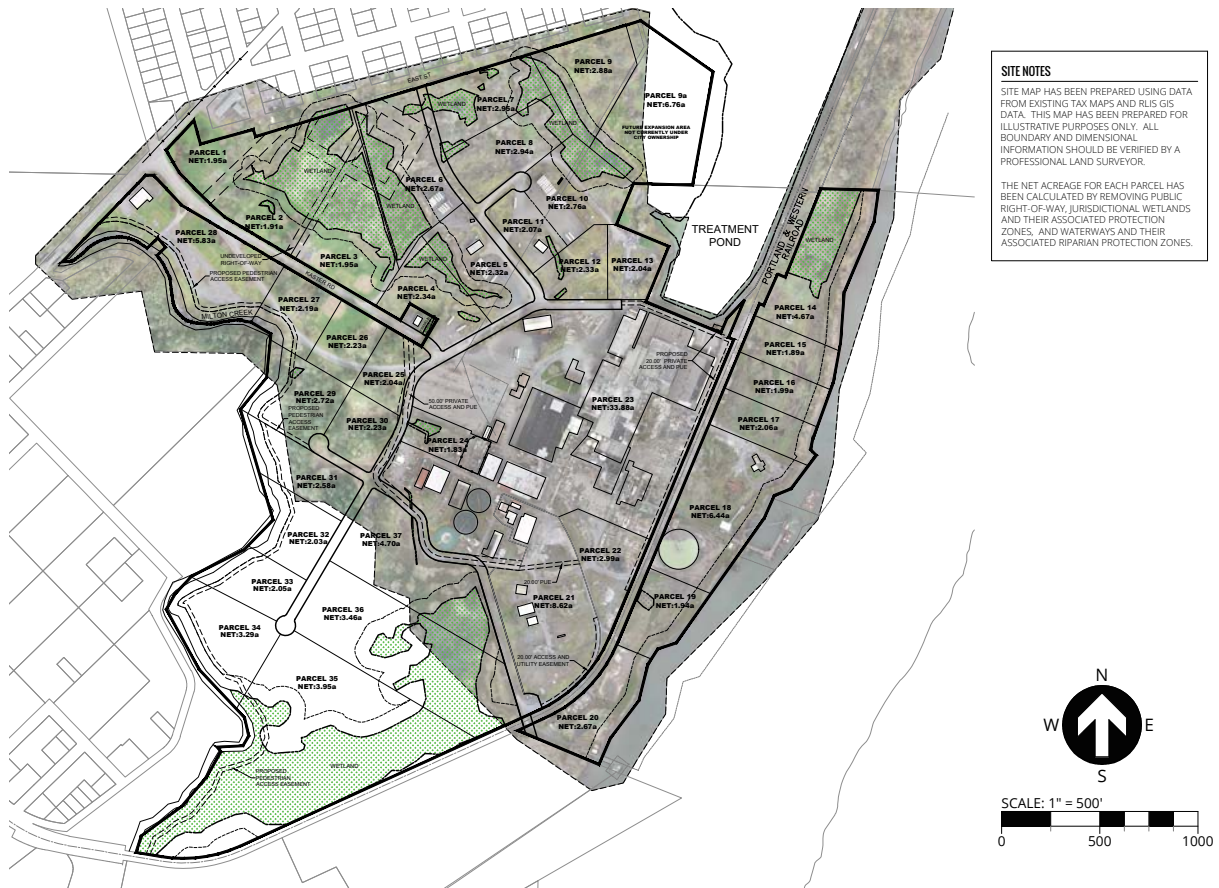 EAST ST
PARCEL 9
NET:2.88a
PARCEL 9a
NET:6.76a
FUTURE EXPANSION AREA
NOT CURRENTLY UNDER
CITY OWNERSHIP
PARCEL 7
NET:2.95a
WETLAND
WETLAND
PARCEL 8
NET:2.94a
PARCEL 1
NET:1.95a
WETLAND
PARCEL 6
NET:2.67a
WETLAND
PARCEL 10
NET:2.76a
PARCEL 11
NET:2.07a
PARCEL 2
NET:1.91a
PARCEL 28
NET:5.83a
UNDEVELOPED
RIGHT-OF-WAY
PROPOSED PEDESTRIAN
ACCESS EASEMENT
PARCEL 3
NET:1.95a
KASTER RD
WETLAND
PARCEL 5
NET:2.32a
PARCEL 12
NET:2.33a
PARCEL 13
NET:2.04a
TREATMENT
POND
PORTLAND & WESTERN
RAILROAD
WETLAND
PARCEL 4
NET:2.34a
PARCEL 27
NET:2.19a
MILTON CREEK
PARCEL 26
NET:2.23a
PARCEL 14
NET:4.67a
PARCEL 15
NET:1.89a
PROPOSED
20.00' PRIVATE
ACCESS AND PUE
PARCEL 25
NET:2.04a
PARCEL 16
NET:1.99a
PARCEL 29
NET:2.72a
PROPOSED
PEDESTRIAN
ACCESS
EASEMENT
50.00' PRIVATE
ACCESS AND PUE
PARCEL 23
NET:33.88a
PARCEL 17
NET:2.06a
PARCEL 30
NET:2.23a
PARCEL 24
NET:1.83a
PARCEL 31
NET:2.58a
PARCEL 18
NET:6.44a
PARCEL 32
NET:2.03a
PARCEL 37
NET:4.70a
PARCEL 22
NET:2.99a
PARCEL 33
NET:2.05a
20.00' PUE
PARCEL 21
NET:8.62a
PARCEL 19
NET:1.94a
PARCEL 36
NET:3.46a
PARCEL 34
NET:3.29a
20.00' ACCESS AND
UTILITY EASEMENT
PARCEL 35
NET:3.95a
PARCEL 20
NET:2.67a
WETLAND
PROPOSED
PEDESTRIAN
ACCESS EASEMENT
SITE NOTES
SITE MAP HAS BEEN PREPARED USING DATA
FROM EXISTING TAX MAPS AND RLIS GIS
DATA. THIS MAP HAS BEEN PREPARED FOR
ILLUSTRATIVE PURPOSES ONLY. ALL
BOUNDARY AND DIMENSIONAL
INFORMATION SHOULD BE VERIFIED BY A
PROFESSIONAL LAND SURVEYOR.
THE NET ACREAGE FOR EACH PARCEL HAS
BEEN CALCULATED BY REMOVING PUBLIC
RIGHT-OF-WAY, JURISDICTIONAL WETLANDS
AND THEIR ASSOCIATED PROTECTION
ZONES, AND WATERWAYS AND THEIR
ASSOCIATED RIPARIAN PROTECTION ZONES.
N
W
E
S
SCALE: 1" = 500'
0
500
1000